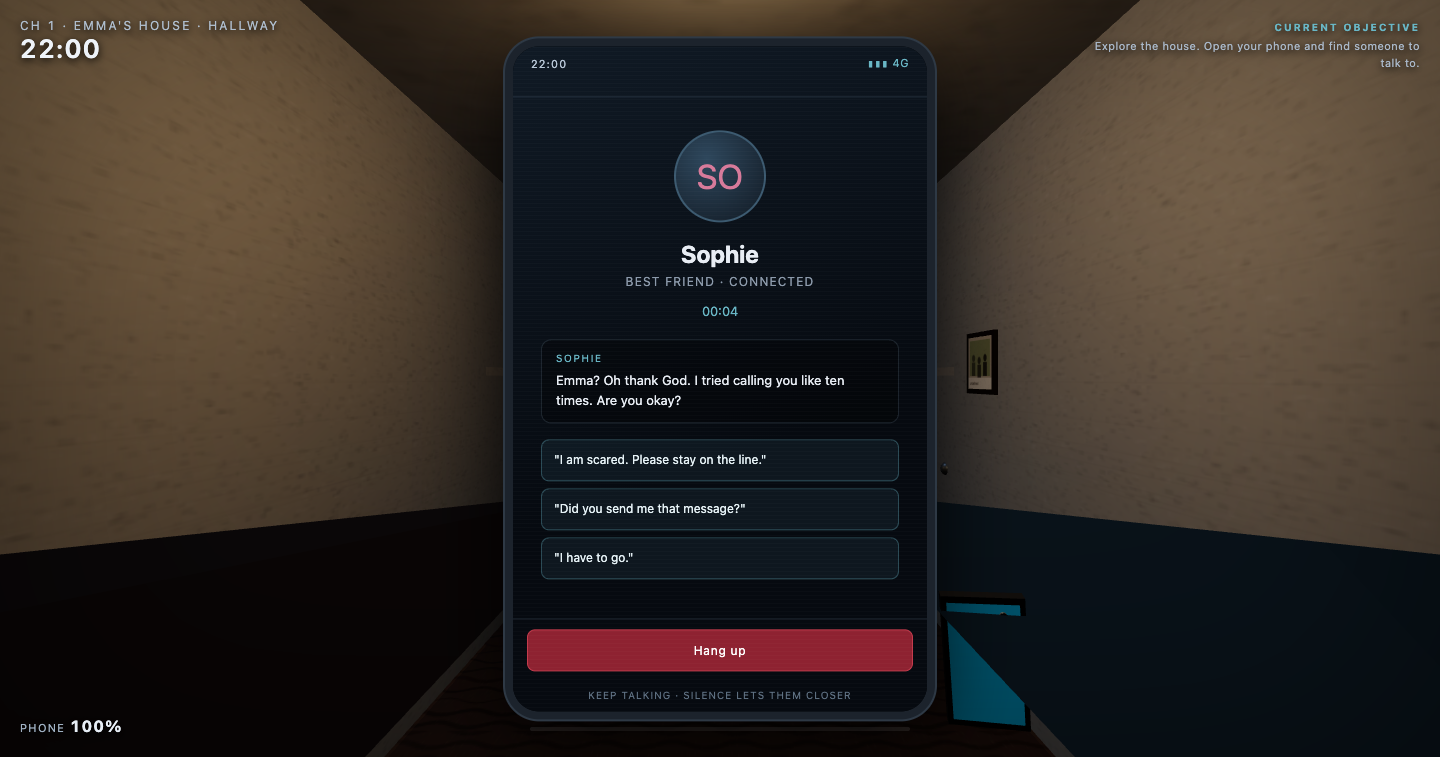 CH 1 · EMMA'S HOUSE · HALLWAY
22:00
CURRENT OBJECTIVE
Explore the house. Open your phone and find someone to
talk to.
22:00
4G
SO
Sophie
BEST FRIEND · CONNECTED
00:04
SOPHIE
Emma? Oh thank God. I tried calling you like ten
times. Are you okay?
"I am scared. Please stay on the line."
"Did you send me that message?"
"I have to go."
Hang up
KEEP TALKING · SILENCE LETS THEM CLOSER
PHONE 100%